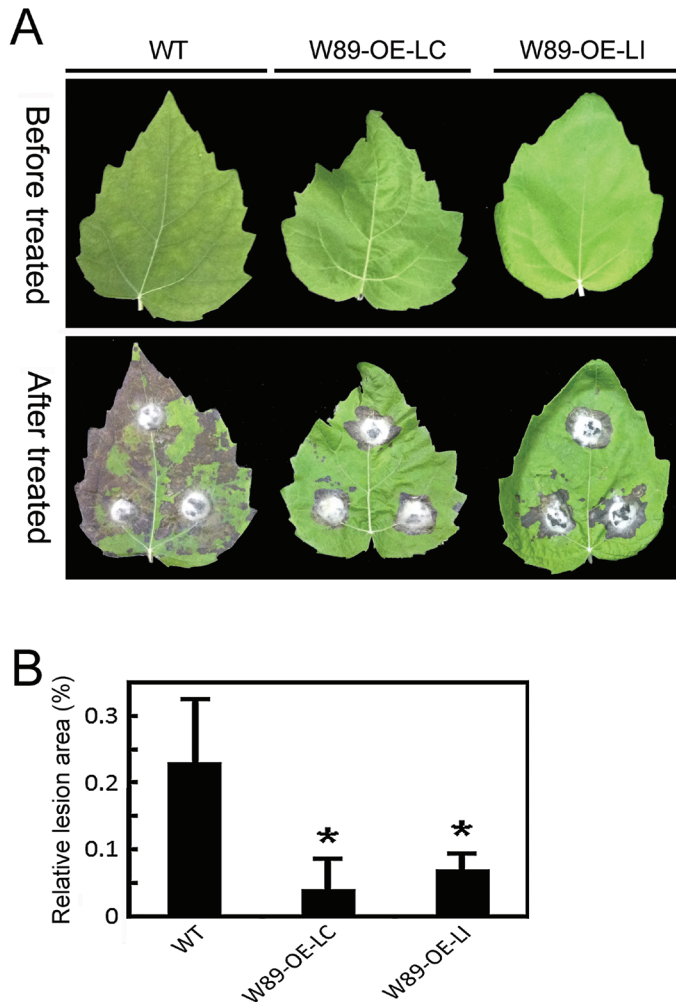 A
WT
W89-OE-LC
W89-OE-LI
Before treated
After treated
B
Relative lesion area (%)
0.3
0.2
0.1
0
*
*
WT
W89-OE-LC
W89-OE-LI